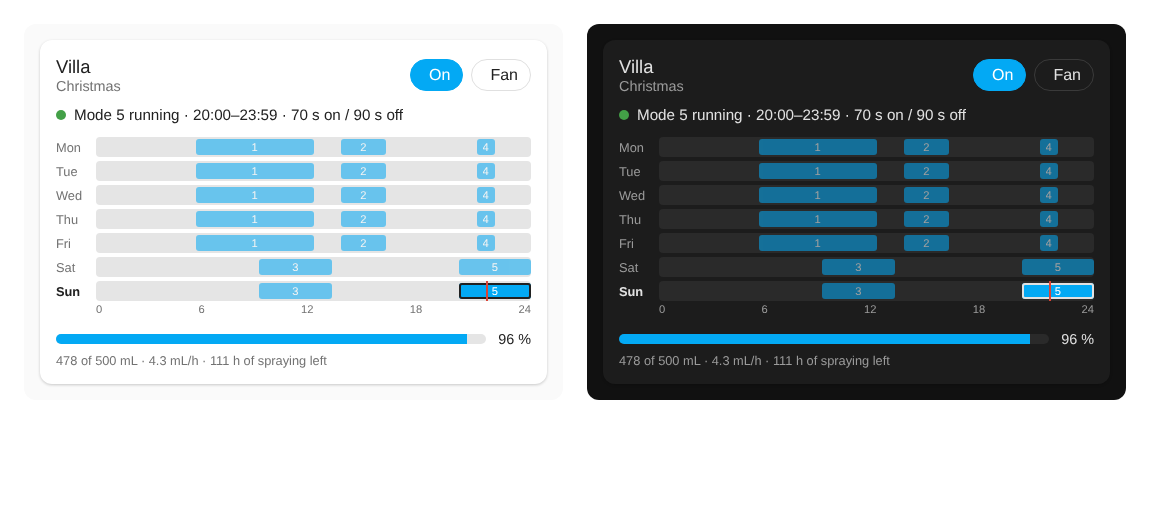 Villa
Christmas
On
Fan
Mode 5 running · 20:00–23:59 · 70 s on / 90 s off
Mon 1 2 4
Tue 1 2 4
Wed 1 2 4
Thu 1 2 4
Fri 1 2 4
Sat 3 5
Sun 3 5
0 6 12 18 24
96 %
478 of 500 mL · 4.3 mL/h · 111 h of spraying left
Villa
Christmas
On
Fan
Mode 5 running · 20:00–23:59 · 70 s on / 90 s off
Mon 1 2 4
Tue 1 2 4
Wed 1 2 4
Thu 1 2 4
Fri 1 2 4
Sat 3 5
Sun 3 5
0 6 12 18 24
96 %
478 of 500 mL · 4.3 mL/h · 111 h of spraying left